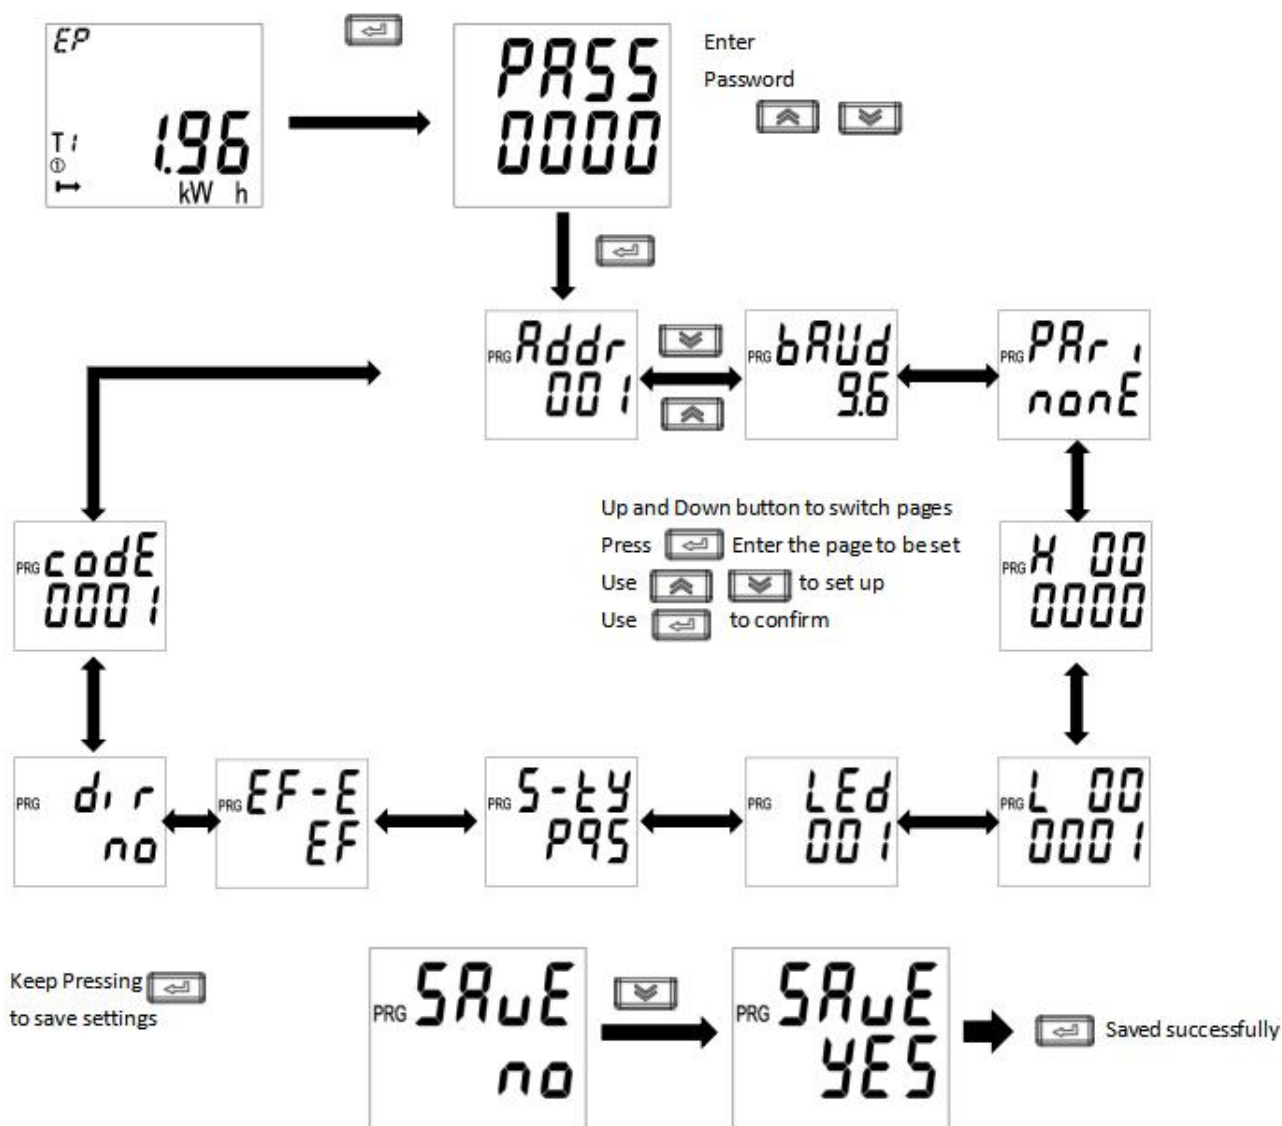 EP
T1
①
1.96
kW h
PASS
0000
Enter
Password
PRG Addr
001
PRG bAUd
9.6
PRG PAri
nonE
PRG codE
0001
Up and Down button to switch pages
Press Enter the page to be set
Use to set up
Use to confirm
PRG H 00
0000
PRG dir
no
PRG EF-E
EF
PRG S-tY
PqS
PRG LEd
001
PRG L 00
0001
Keep Pressing
to save settings
PRG SAvE
no
PRG SAvE
YES
Saved successfully